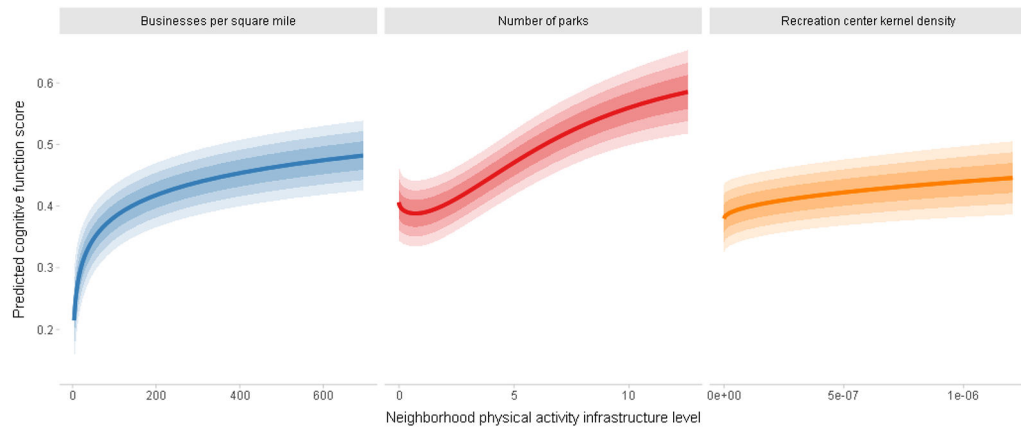 Businesses per square mile
Number of parks
Recreation center kernel density
Predicted cognitive function score
0.6
0.5
0.4
0.3
0.2
0 200 400 600
0 5 10
0e+00 5e-07 1e-06
Neighborhood physical activity infrastructure level